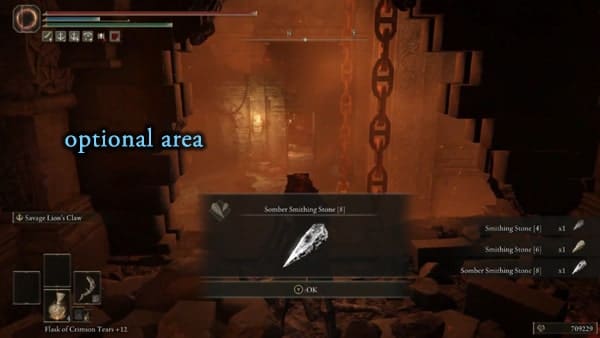 optional area
Somber Smithing Stone [8]
Y:OK
Savage Lion's Claw
Smithing Stone [4] x1
Smithing Stone [6] x1
Somber Smithing Stone [8] x1
Flask of Crimson Tears +12
709229